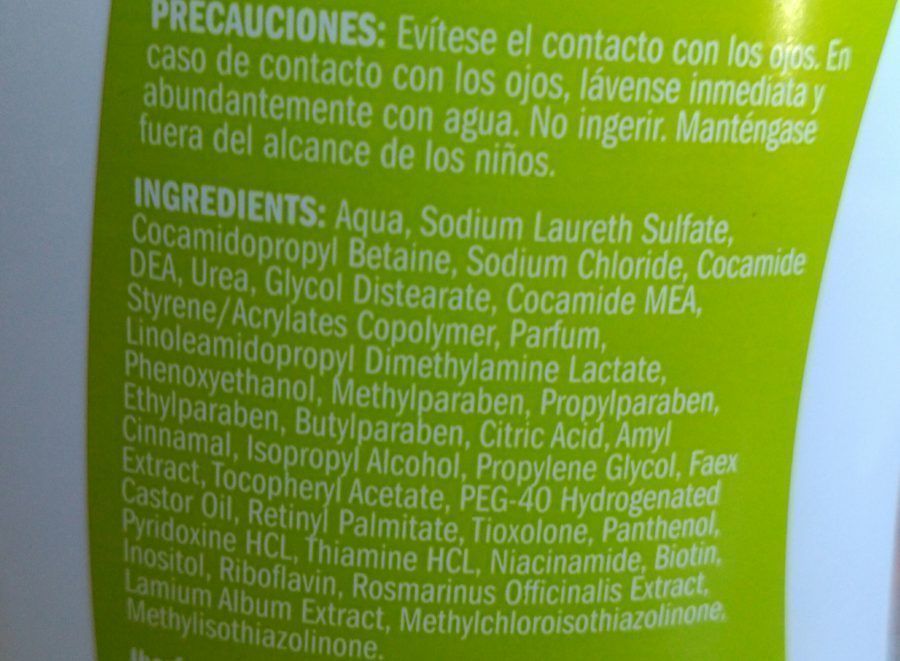 PRECAUCIONES: Evítese el contacto con los ojos. En
caso de contacto con los ojos, lávense inmediata y
abundantemente con agua. No ingerir. Manténgase
fuera del alcance de los niños.
INGREDIENTS: Aqua, Sodium Laureth Sulfate,
Cocamidopropyl Betaine, Sodium Chloride, Cocamide
DEA, Urea, Glycol Distearate, Cocamide MEA,
Styrene/Acrylates Copolymer, Parfum,
Linoleamidopropyl Dimethylamine Lactate,
Phenoxyethanol, Methylparaben, Propylparaben,
Ethylparaben, Butylparaben, Citric Acid, Amyl
Cinnamal, Isopropyl Alcohol, Propylene Glycol, Faex
Extract, Tocopheryl Acetate, PEG-40 Hydrogenated
Castor Oil, Retinyl Palmitate, Tioxolone, Panthenol,
Pyridoxine HCL, Thiamine HCL, Niacinamide, Biotin,
Inositol, Riboflavin, Rosmarinus Officinalis Extract,
Lamium Album Extract, Methylchloroisothiazolinone,
Methylisothiazolinone.